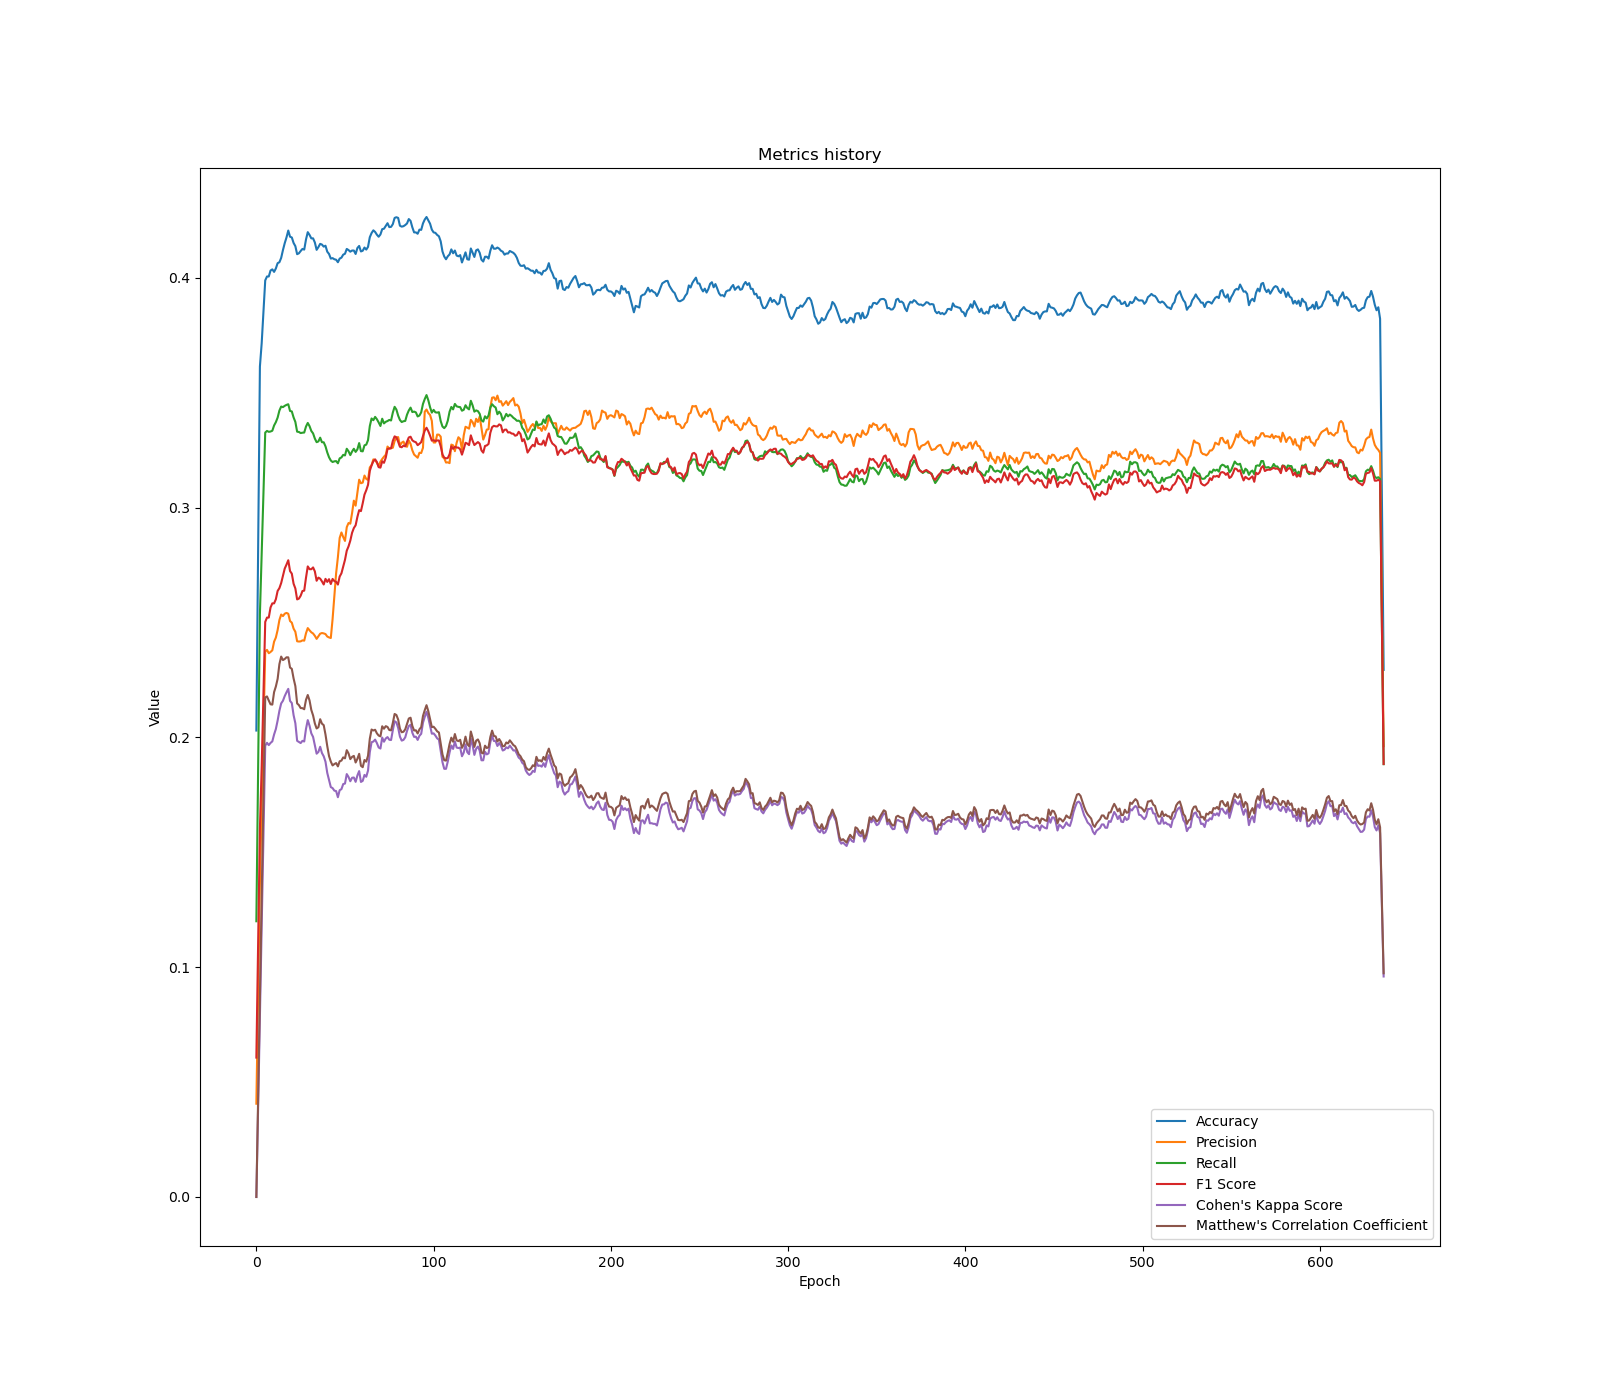 Metrics history
Value
0.4
0.3
0.2
0.1
0.0
0 100 200 300 400 500 600
Epoch
Accuracy
Precision
Recall
F1 Score
Cohen's Kappa Score
Matthew's Correlation Coefficient